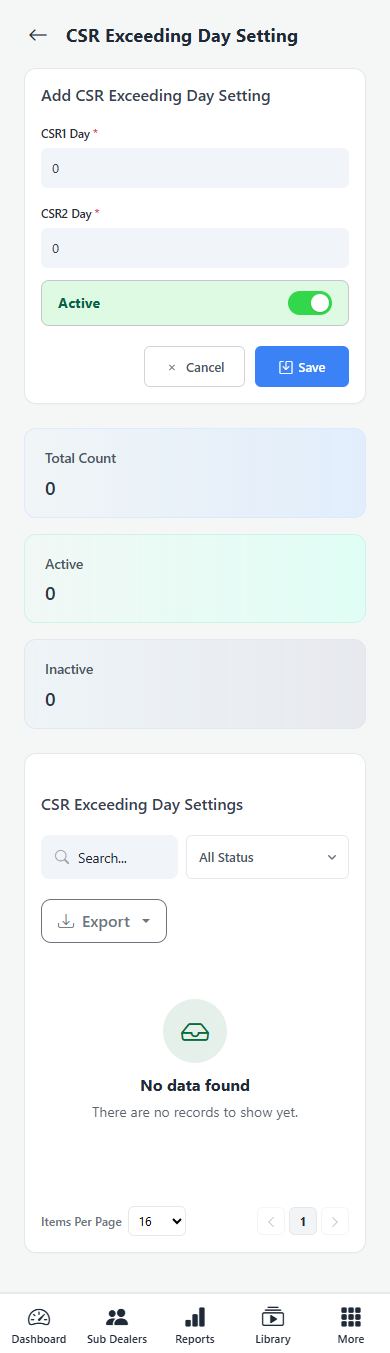 CSR Exceeding Day Setting
Add CSR Exceeding Day Setting
CSR1 Day *
0
CSR2 Day *
0
Active
× Cancel
Save
Total Count
0
Active
0
Inactive
0
CSR Exceeding Day Settings
Search...
All Status
Export
No data found
There are no records to show yet.
Items Per Page 16 1
Dashboard Sub Dealers Reports Library More